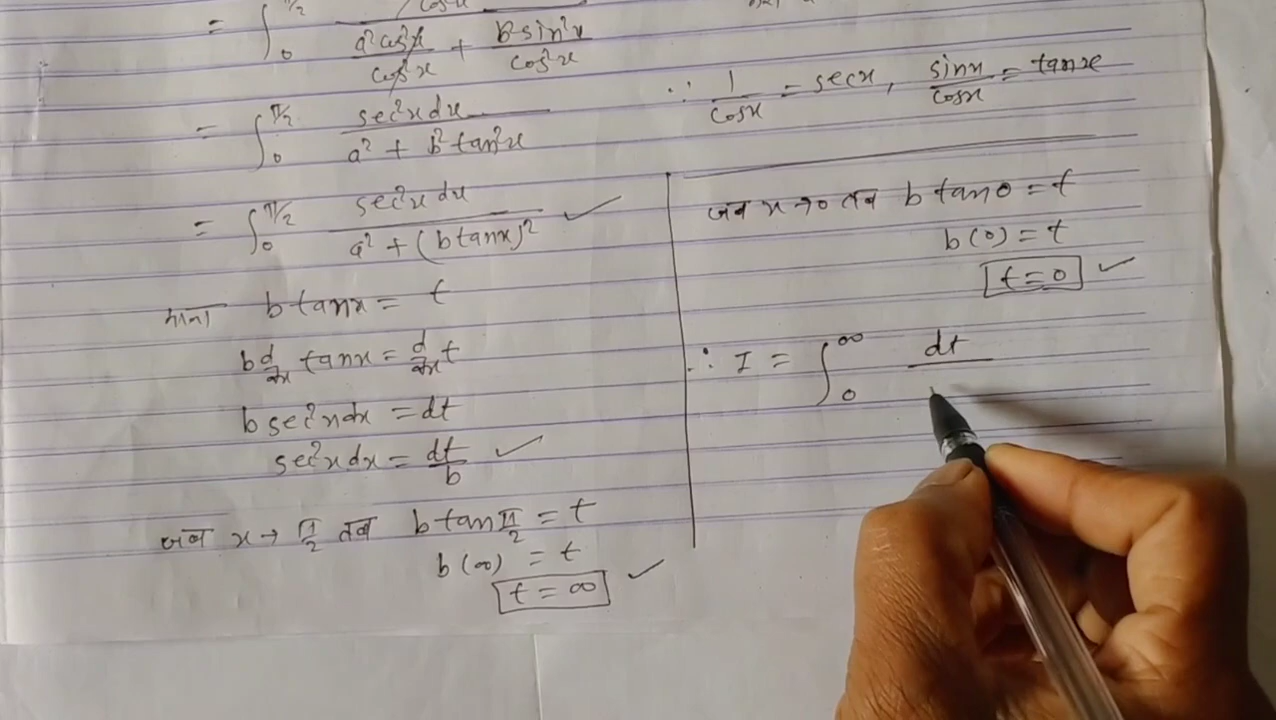 = ∫₀^π/2 / a²cos²x/cos²x + b²sin²x/cos²x
= ∫₀^π/2 sec²x dx / a² + b²tan²x
= ∫₀^π/2 sec²x dx / a² + (b tanx)² ✓
माना b tanx = t
b d/dx tanx = d/dx t
b sec²x dx = dt
sec²x dx = dt/b ✓
जब x → π/2 तब b tan π/2 = t
b(∞) = t
t = ∞ ✓
∵ 1/cosx = secx, sinx/cosx = tanx
जब x → 0 तब b tan0 = t
b(0) = t
t = 0 ✓
∴ I = ∫₀^∞ dt